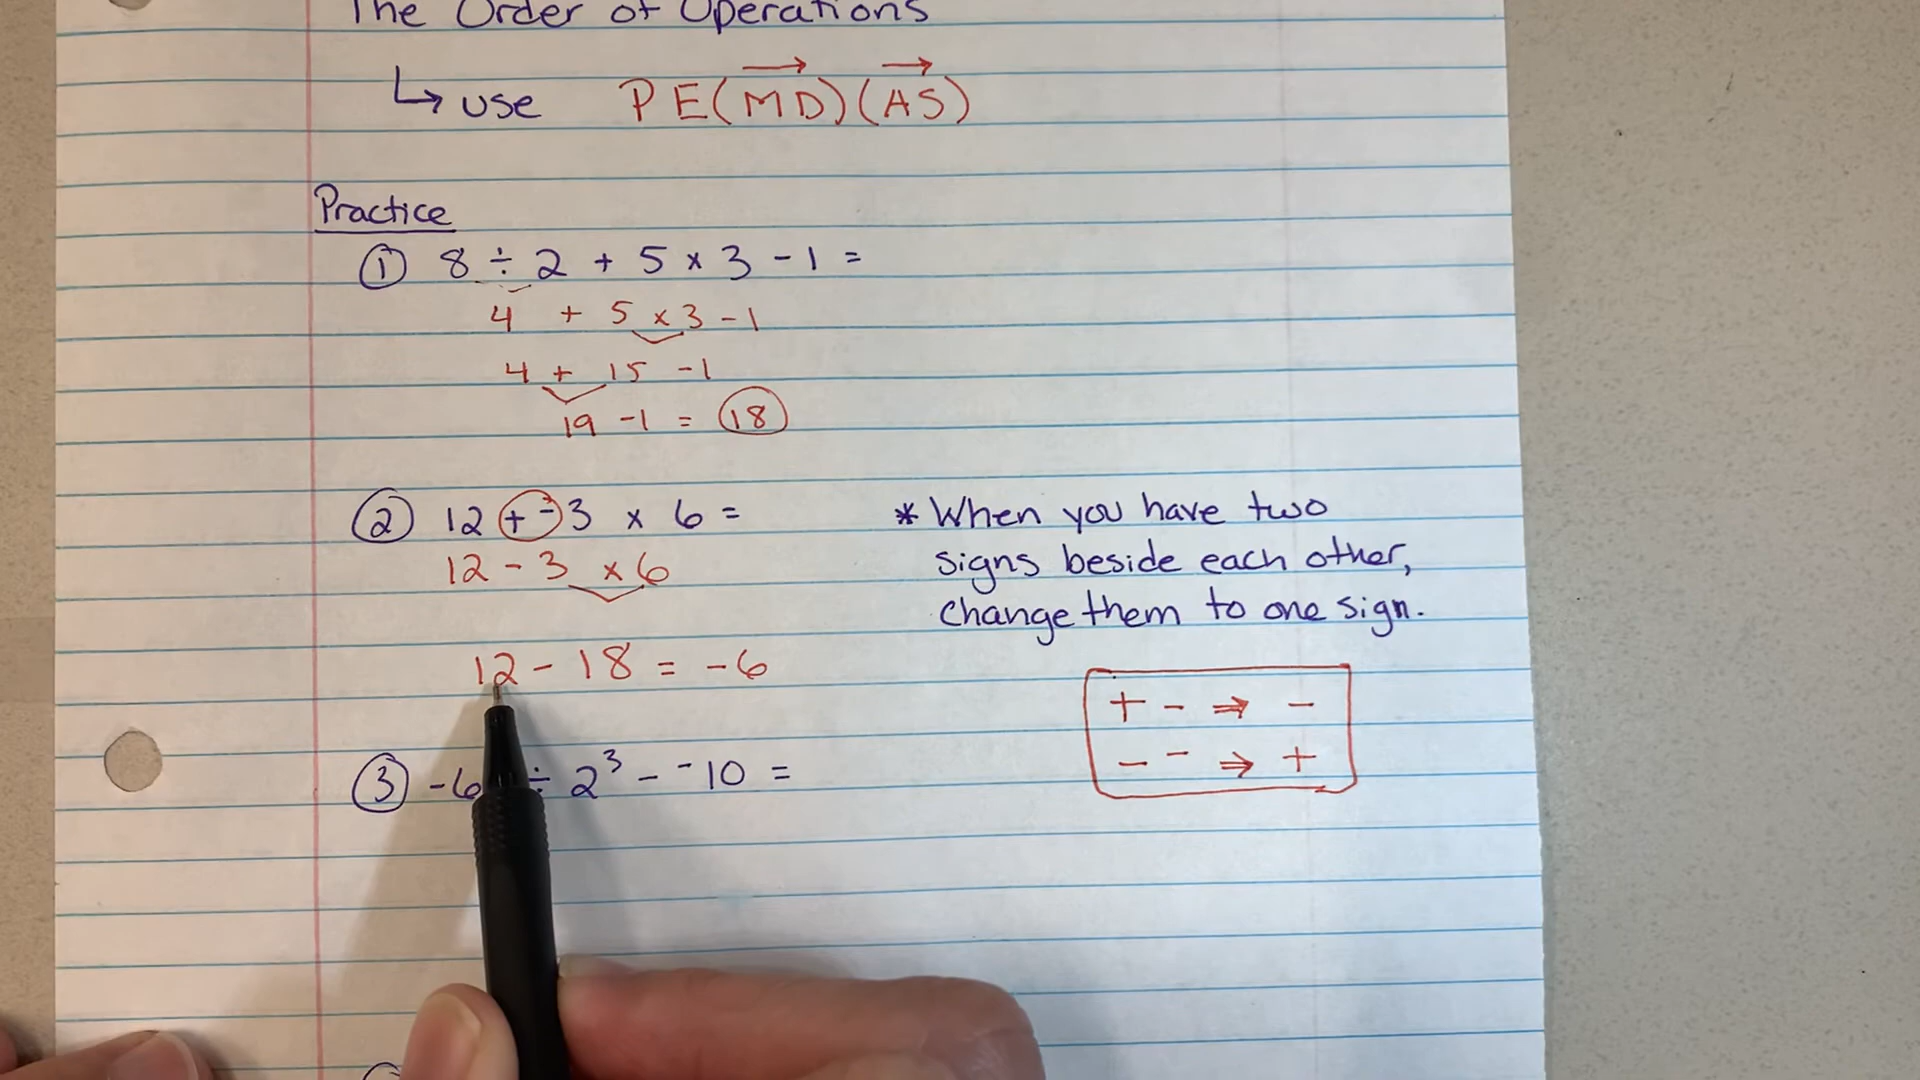 The Order of Operations
↳ use PE(MD)(AS)
Practice
① 8 ÷ 2 + 5 × 3 - 1 =
4 + 5 × 3 - 1
4 + 15 - 1
19 - 1 = 18
② 12 + -3 × 6 =
12 - 3 × 6
12 - 18 = -6
* When you have two
signs beside each other,
change them to one sign.
+ - ⇒ -
- - ⇒ +
③ -6 ÷ 2³ - -10 =